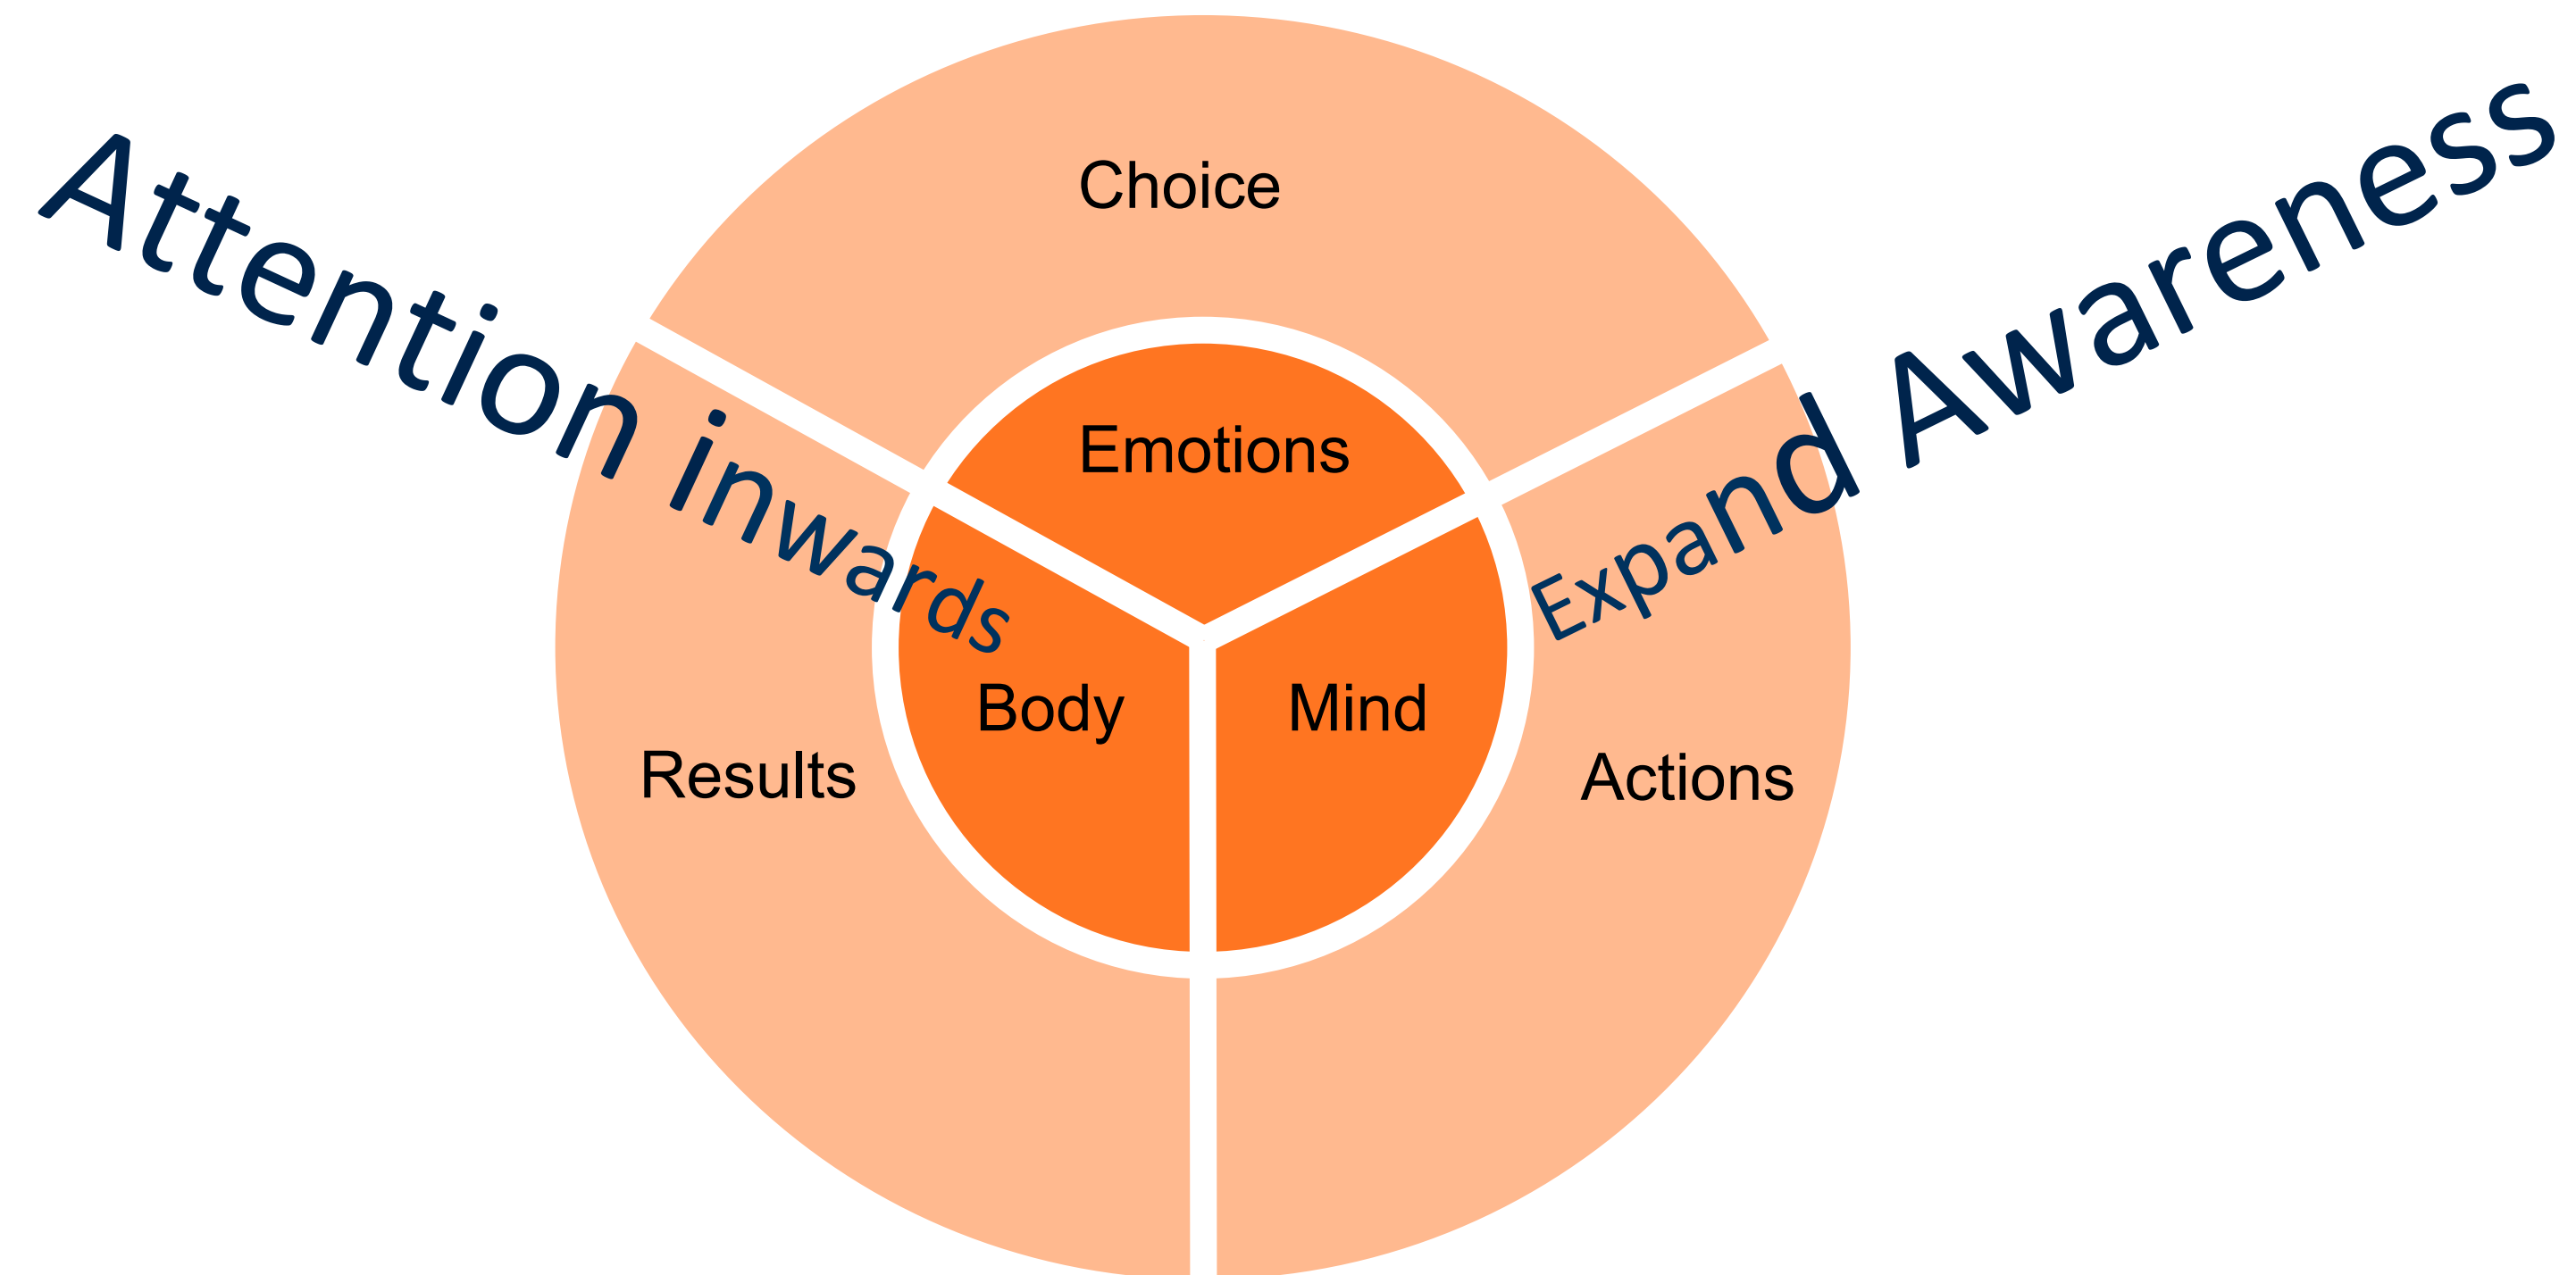 Attention inwards
Expand Awareness
Choice
Emotions
Body
Mind
Results
Actions